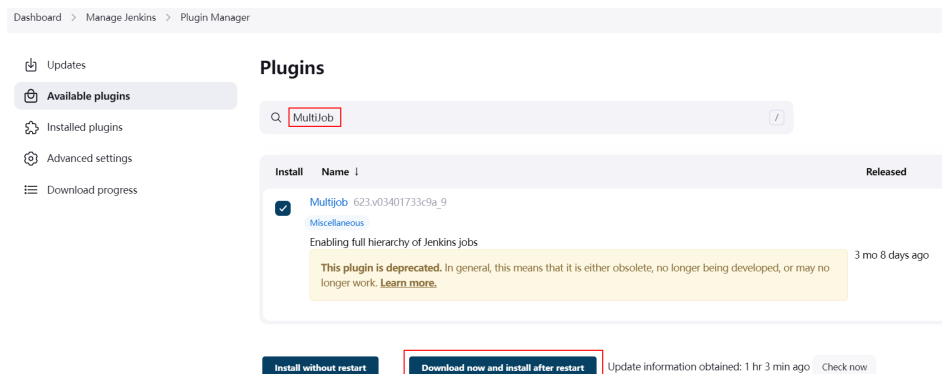 Dashboard > Manage Jenkins > Plugin Manager
Updates
Available plugins
Installed plugins
Advanced settings
Download progress
Plugins
MultiJob
/
Install Name ↓ Released
Multijob 623.v03401733c9a_9
Miscellaneous
Enabling full hierarchy of Jenkins jobs
This plugin is deprecated. In general, this means that it is either obsolete, no longer being developed, or may no
longer work. Learn more.
3 mo 8 days ago
Install without restart Download now and install after restart Update information obtained: 1 hr 3 min ago Check now